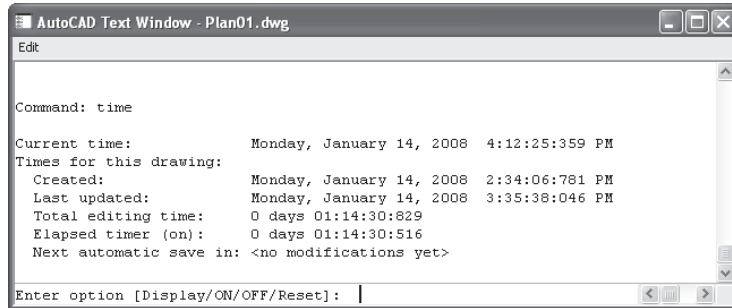 AutoCAD Text Window - Plan01.dwg
Edit
Command: time
Current time: Monday, January 14, 2008 4:12:25:359 PM
Times for this drawing:
Created: Monday, January 14, 2008 2:34:06:781 PM
Last updated: Monday, January 14, 2008 3:35:38:046 PM
Total editing time: 0 days 01:14:30:829
Elapsed timer (on): 0 days 01:14:30:516
Next automatic save in: <no modifications yet>
Enter option [Display/ON/OFF/Reset]: